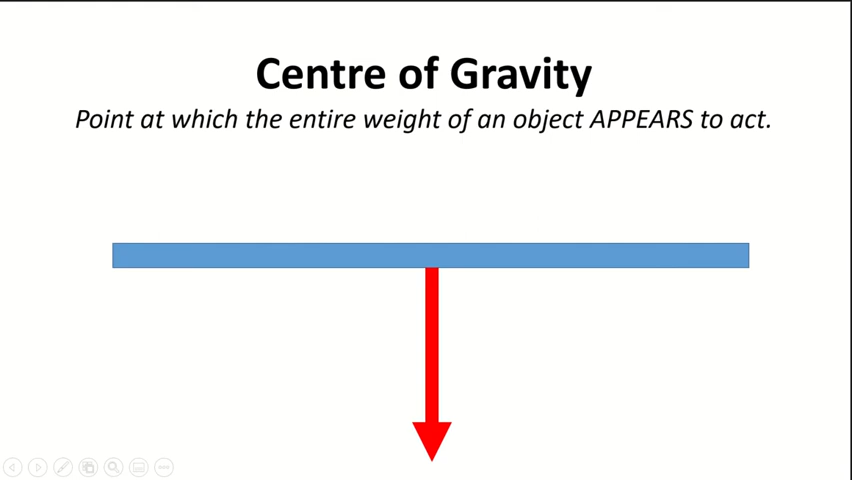 Centre of Gravity
Point at which the entire weight of an object APPEARS to act.